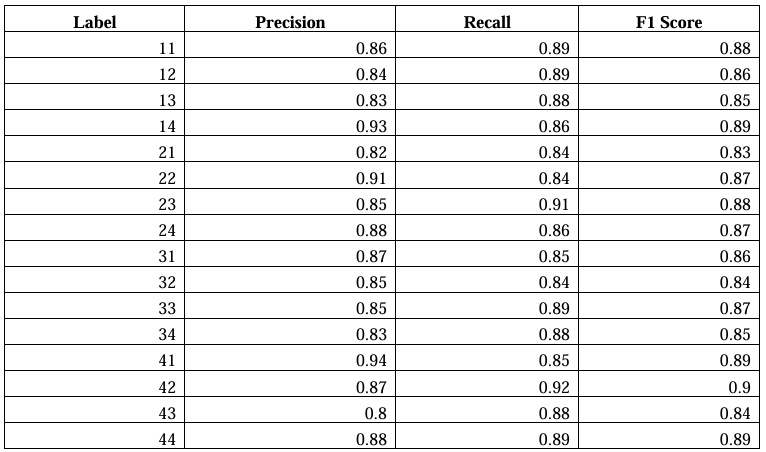 Label Precision Recall F1 Score
11 0.86 0.89 0.88
12 0.84 0.89 0.86
13 0.83 0.88 0.85
14 0.93 0.86 0.89
21 0.82 0.84 0.83
22 0.91 0.84 0.87
23 0.85 0.91 0.88
24 0.88 0.86 0.87
31 0.87 0.85 0.86
32 0.85 0.84 0.84
33 0.85 0.89 0.87
34 0.83 0.88 0.85
41 0.94 0.85 0.89
42 0.87 0.92 0.9
43 0.8 0.88 0.84
44 0.88 0.89 0.89